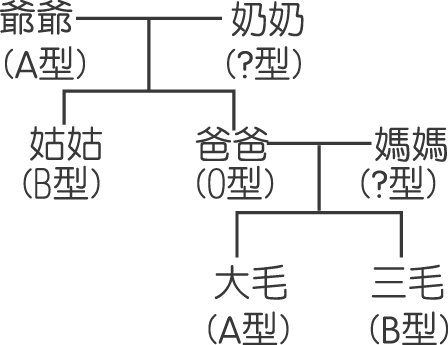 爺爺 奶奶
(A型) (?型)
姑姑 爸爸 媽媽
(B型) (O型) (?型)
大毛 三毛
(A型) (B型)